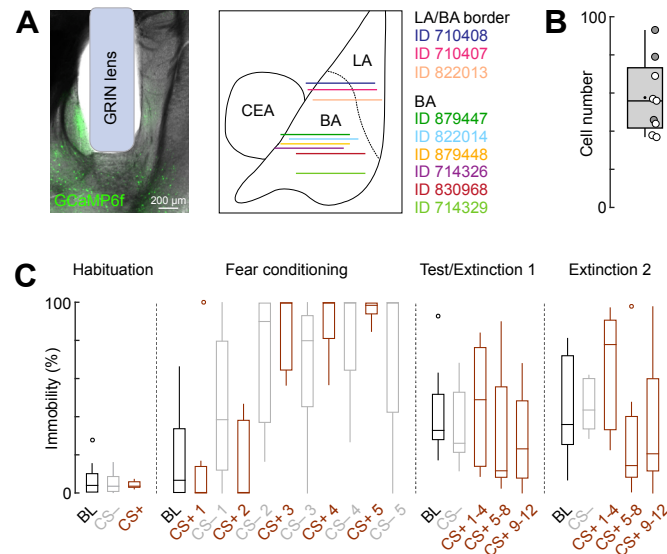 A
GRIN lens
GCaMP6f
200 µm
LA
BA
CEA
LA/BA border
ID 710408
ID 710407
ID 822013
BA
ID 879447
ID 822014
ID 879448
ID 714326
ID 830968
ID 714329
B
100
Cell number
0
C
Habituation
Fear conditioning
Test/Extinction 1
Extinction 2
100
Immobility (%)
0
BL
CS–
CS+
BL
CS+ 1
CS– 1
CS+ 2
CS– 2
CS+ 3
CS– 3
CS+ 4
CS– 4
CS+ 5
CS– 5
BL
CS–
CS+ 1-4
CS+ 5-8
CS+ 9-12
BL
CS–
CS+ 1-4
CS+ 5-8
CS+ 9-12